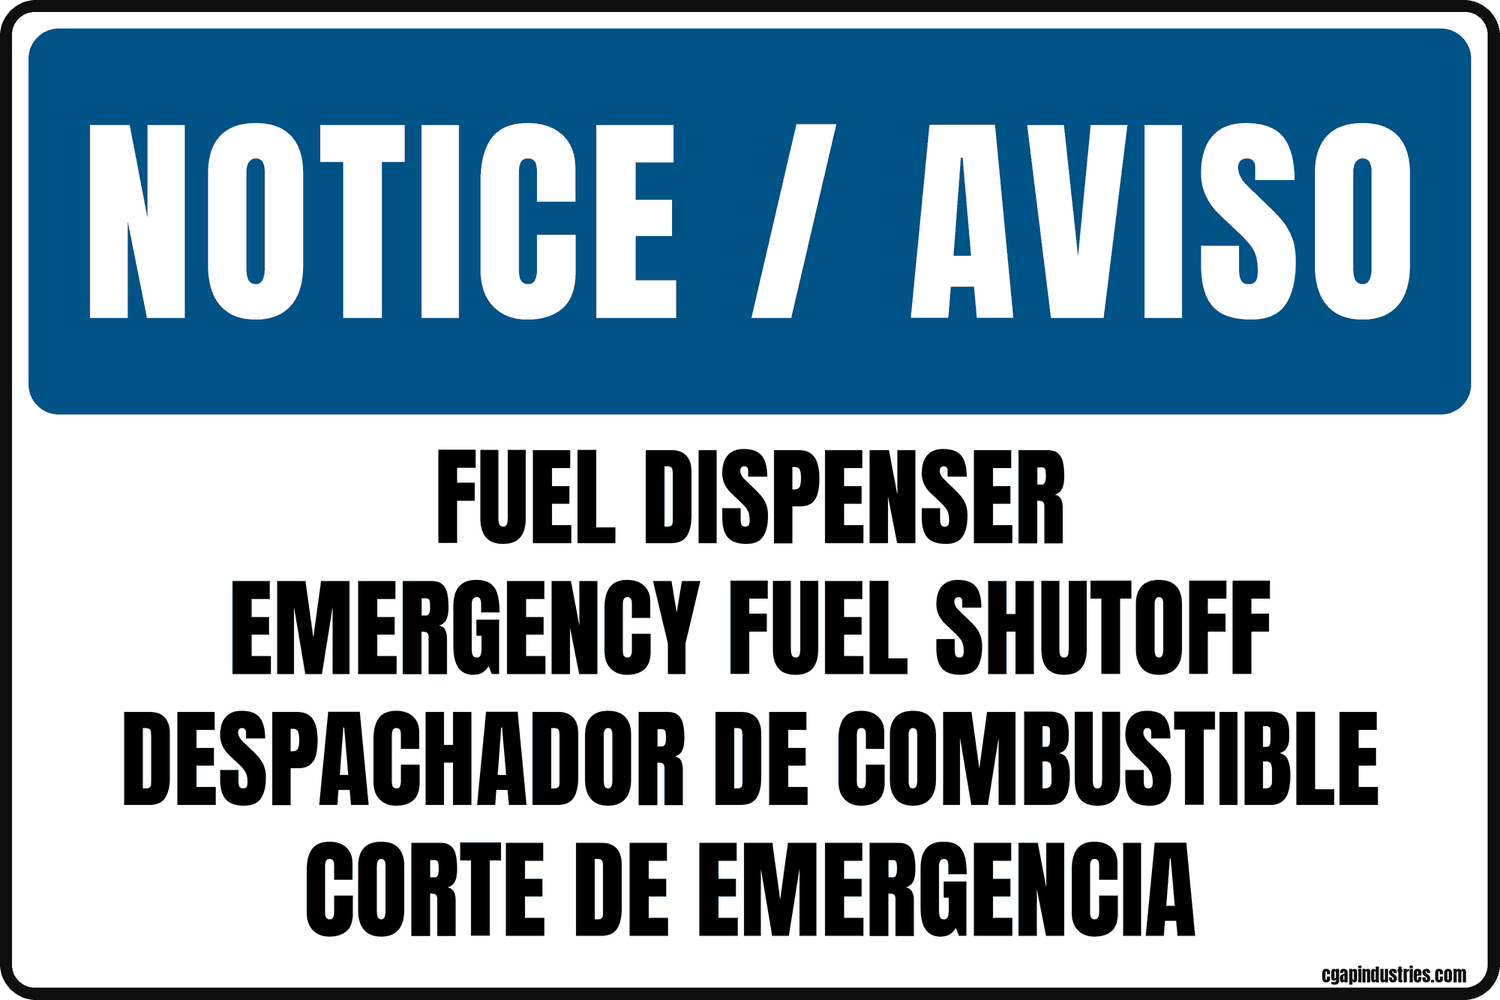 NOTICE / AVISO
FUEL DISPENSER
EMERGENCY FUEL SHUTOFF
DESPACHADOR DE COMBUSTIBLE
CORTE DE EMERGENCIA
cgapindustries.com